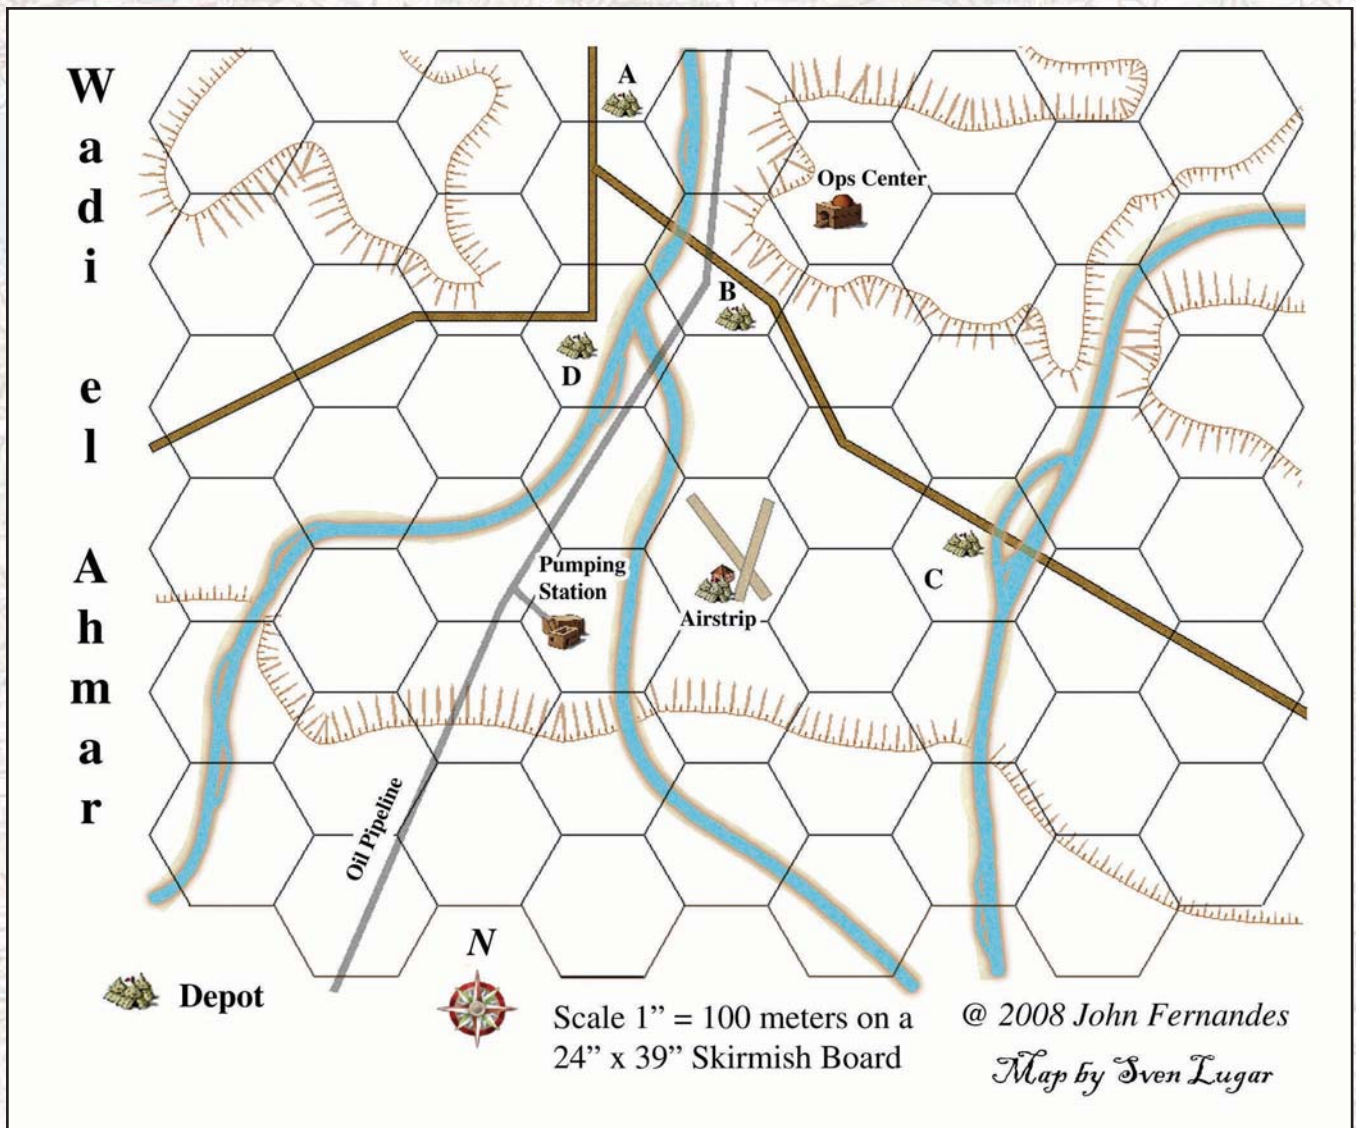 Wadi
el
Ahmar
A
Ops Center
B
D
C
Pumping
Station
Airstrip
Oil Pipeline
N
Depot
Scale 1” = 100 meters on a
24” x 39” Skirmish Board
@ 2008 John Fernandes
Map by Sven Lugar